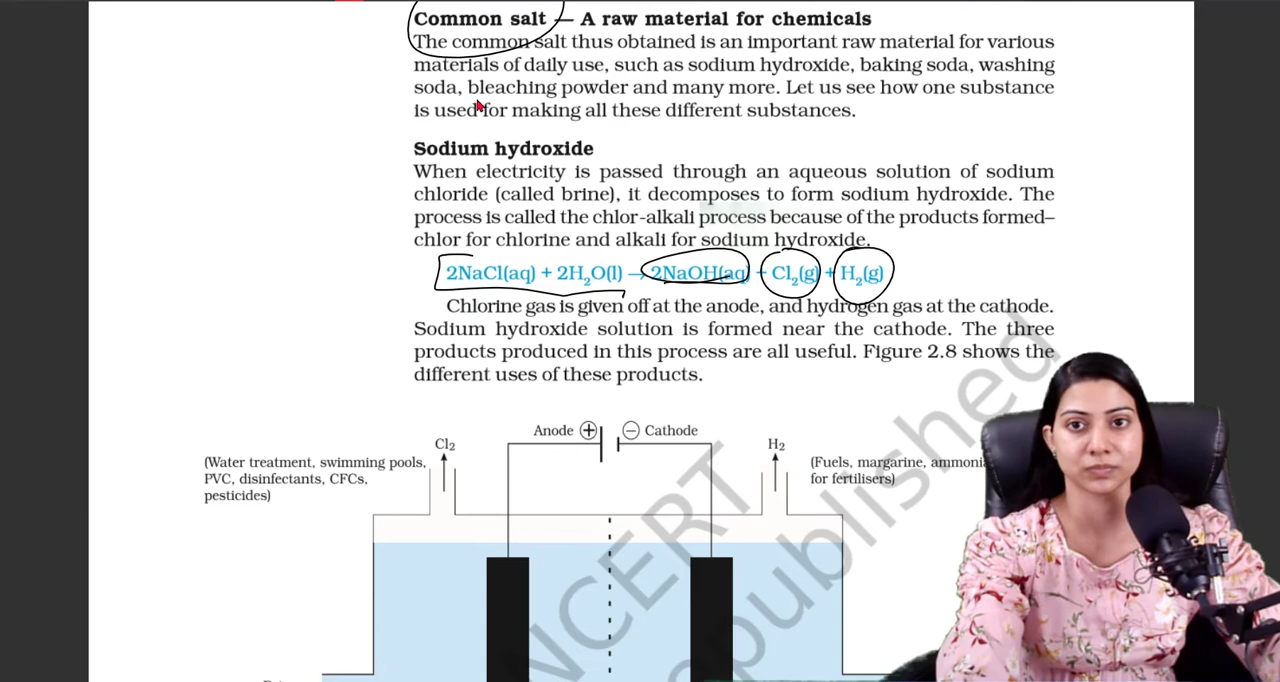 Common salt — A raw material for chemicals
The common salt thus obtained is an important raw material for various
materials of daily use, such as sodium hydroxide, baking soda, washing
soda, bleaching powder and many more. Let us see how one substance
is used for making all these different substances.
Sodium hydroxide
When electricity is passed through an aqueous solution of sodium
chloride (called brine), it decomposes to form sodium hydroxide. The
process is called the chlor-alkali process because of the products formed–
chlor for chlorine and alkali for sodium hydroxide.
2NaCl(aq) + 2H₂O(l) → 2NaOH(aq) + Cl₂(g) + H₂(g)
Chlorine gas is given off at the anode, and hydrogen gas at the cathode.
Sodium hydroxide solution is formed near the cathode. The three
products produced in this process are all useful. Figure 2.8 shows the
different uses of these products.
Anode + − Cathode
Cl2
H2
(Water treatment, swimming pools,
PVC, disinfectants, CFCs,
pesticides)
(Fuels, margarine, ammoni
for fertilisers)
NCERT
published